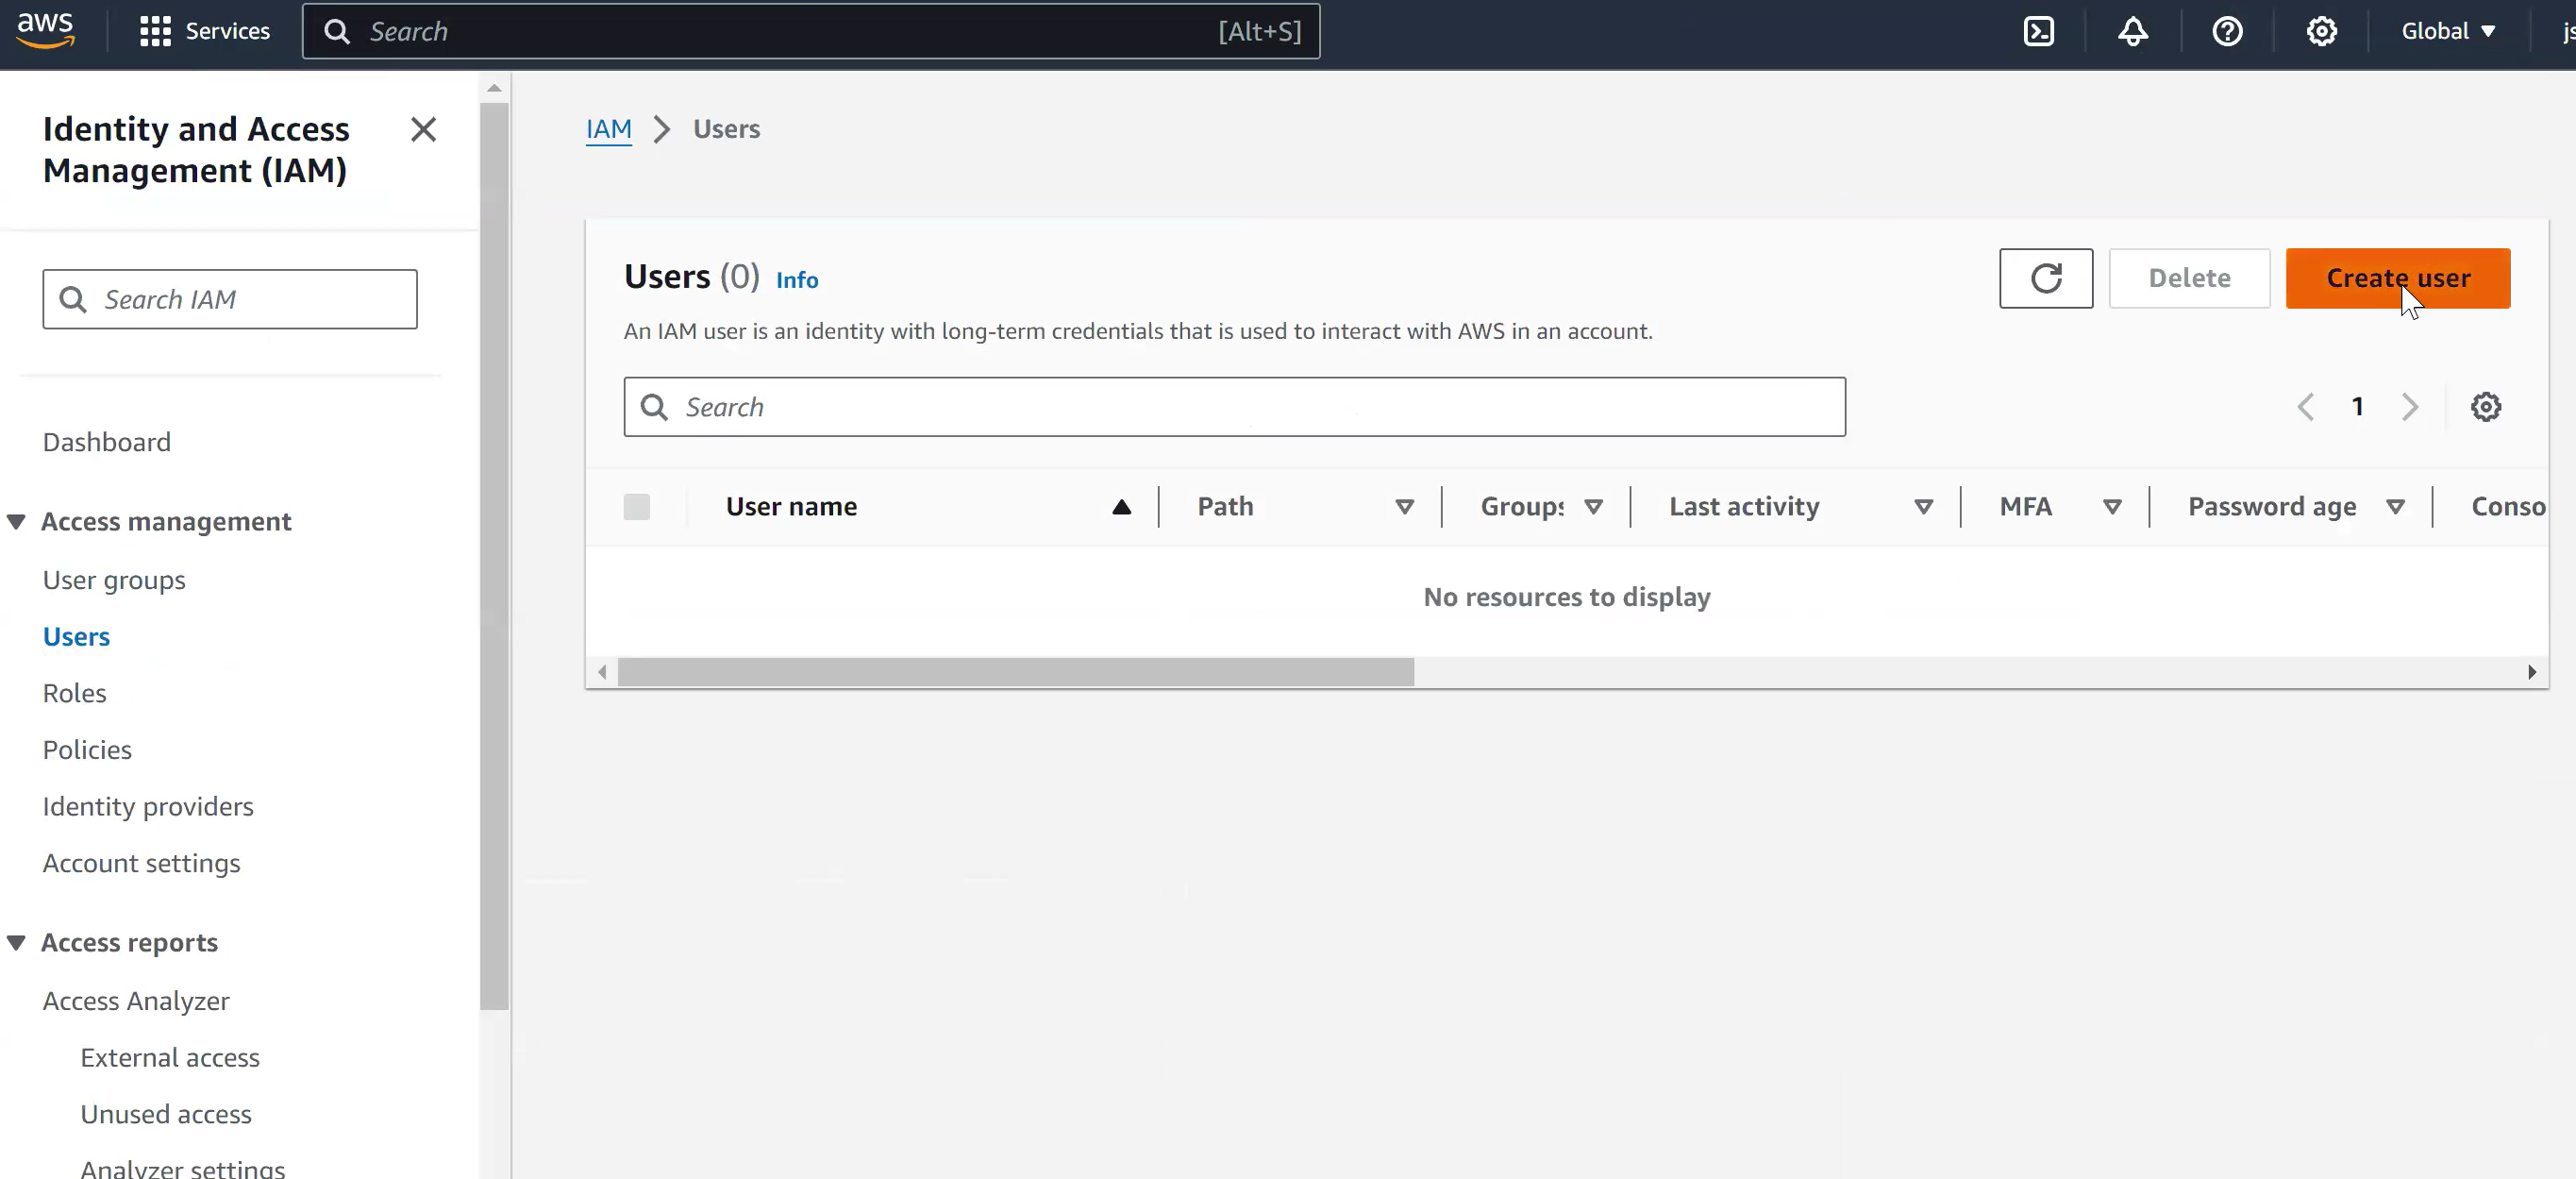 aws
Services
Search
[Alt+S]
Global
Identity and Access
Management (IAM)
Search IAM
Dashboard
Access management
User groups
Users
Roles
Policies
Identity providers
Account settings
Access reports
Access Analyzer
External access
Unused access
Analyzer settings
IAM
Users
Users (0) Info
Delete
Create user
An IAM user is an identity with long-term credentials that is used to interact with AWS in an account.
Search
1
User name
Path
Groups
Last activity
MFA
Password age
Conso
No resources to display